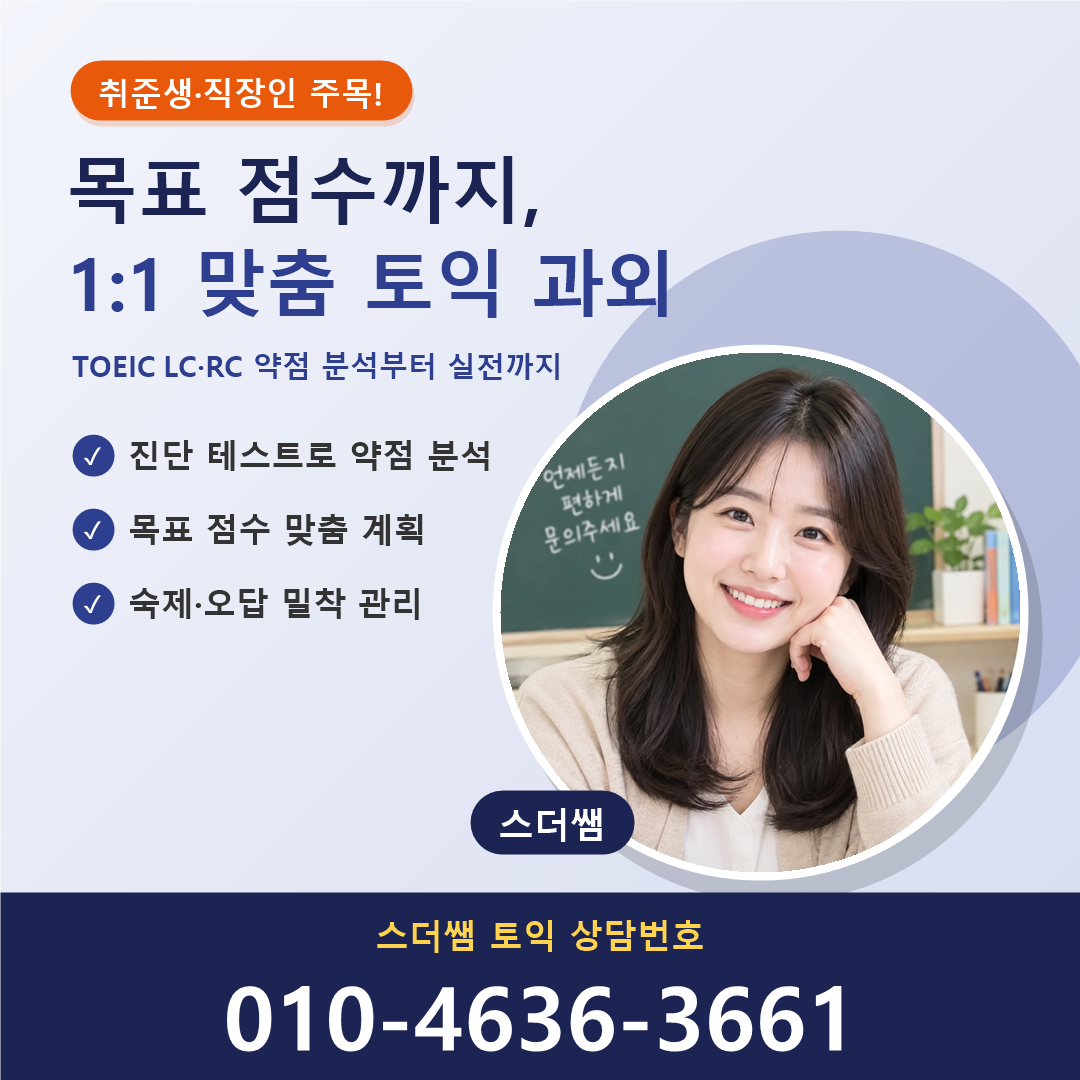 취준생·직장인 주목!
목표 점수까지,
1:1 맞춤 토익 과외
TOEIC LC·RC 약점 분석부터 실전까지
✓ 진단 테스트로 약점 분석
✓ 목표 점수 맞춤 계획
✓ 숙제·오답 밀착 관리
언제든지
편하게
문의주세요
스더쌤
스더쌤 토익 상담번호
010-4636-3661